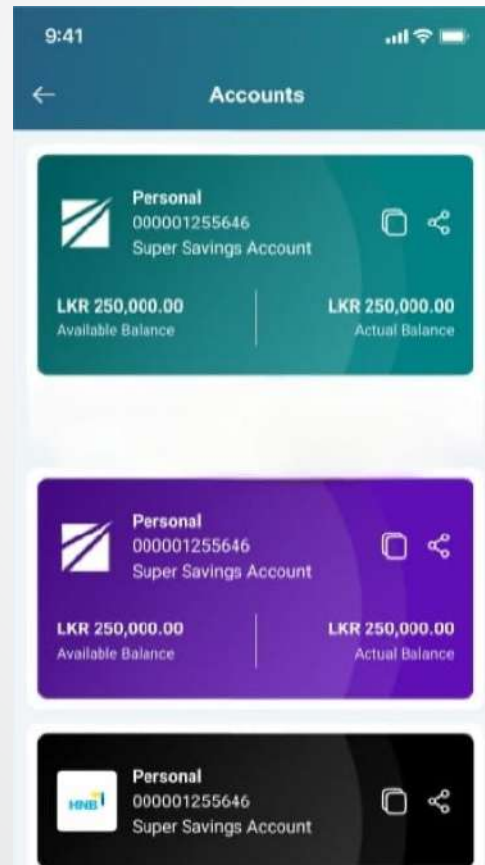 9:41
Accounts
Personal
000001255646
Super Savings Account
LKR 250,000.00
LKR 250,000.00
Available Balance
Actual Balance
Personal
000001255646
Super Savings Account
LKR 250,000.00
LKR 250,000.00
Available Balance
Actual Balance
HNB
Personal
000001255646
Super Savings Account